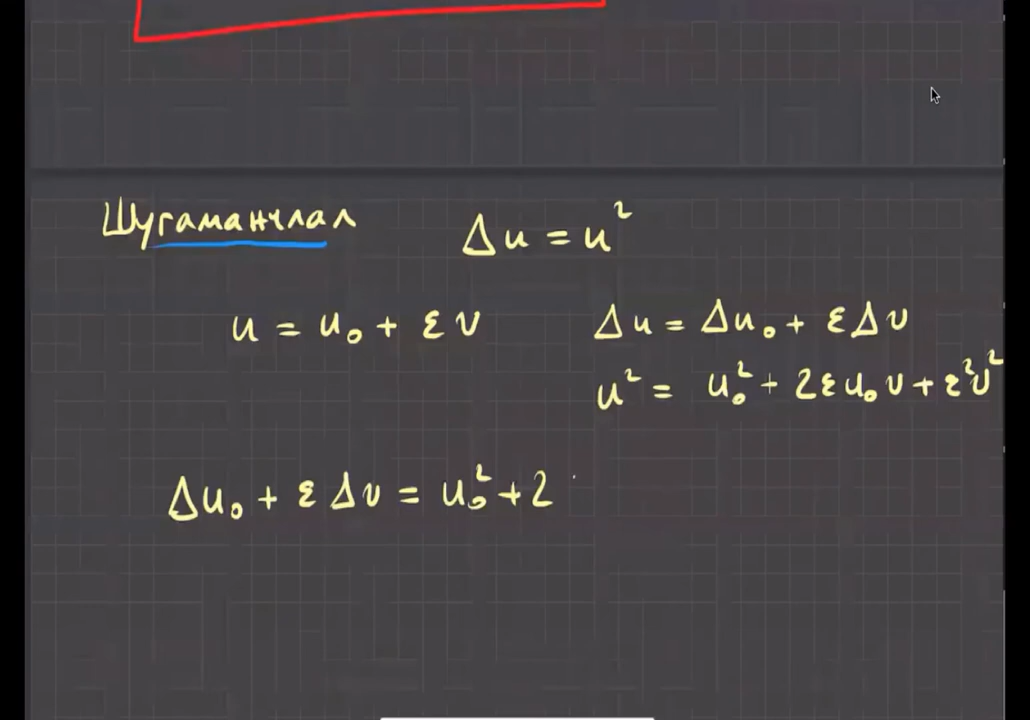 Шугаманчлал Δu = u²
u = u₀ + εv Δu = Δu₀ + εΔv
u² = u₀² + 2εu₀v + ε²v²
Δu₀ + εΔv = u₀² + 2